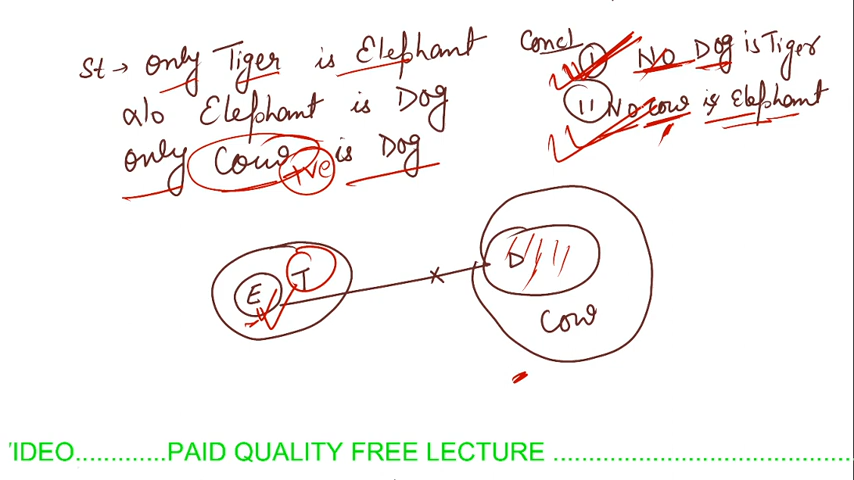 St → Only Tiger is Elephant
No Elephant is Dog
only Cow is Dog
+ve
Concl
I No Dog is Tiger
II No cow is Elephant
E T
D
Cow
VIDEO.............PAID QUALITY FREE LECTURE ...............................................